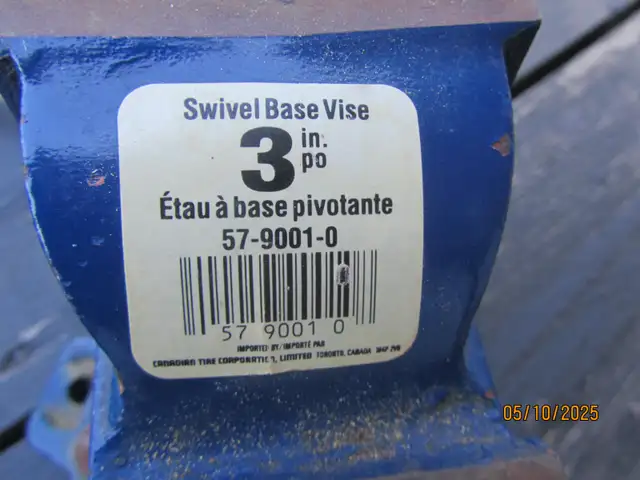 Swivel Base Vise
3 in.
po
Étau à base pivotante
57-9001-0
57 9001 0
IMPORTED BY/IMPORTÉ PAR
CANADIAN TIRE CORPORATION, LIMITED TORONTO, CANADA
05/10/2025